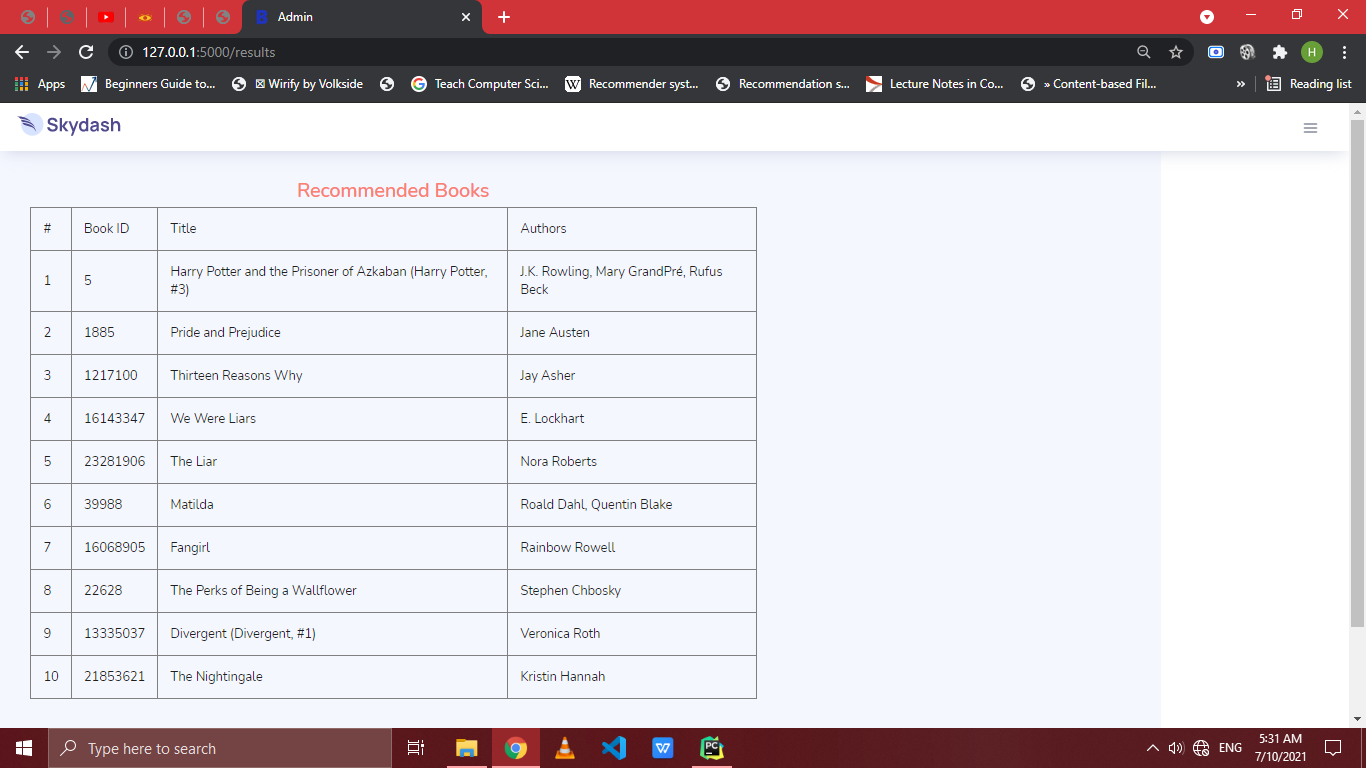 Admin
127.0.0.1:5000/results
H
Apps Beginners Guide to... ☒ Wirify by Volkside Teach Computer Sci... Recommender syst... Recommendation s... Lecture Notes in Co... » Content-based Fil... » Reading list
Skydash
Recommended Books
# Book ID Title Authors
1 5 Harry Potter and the Prisoner of Azkaban (Harry Potter, #3) J.K. Rowling, Mary GrandPré, Rufus Beck
2 1885 Pride and Prejudice Jane Austen
3 1217100 Thirteen Reasons Why Jay Asher
4 16143347 We Were Liars E. Lockhart
5 23281906 The Liar Nora Roberts
6 39988 Matilda Roald Dahl, Quentin Blake
7 16068905 Fangirl Rainbow Rowell
8 22628 The Perks of Being a Wallflower Stephen Chbosky
9 13335037 Divergent (Divergent, #1) Veronica Roth
10 21853621 The Nightingale Kristin Hannah
Type here to search
ENG
5:31 AM
7/10/2021